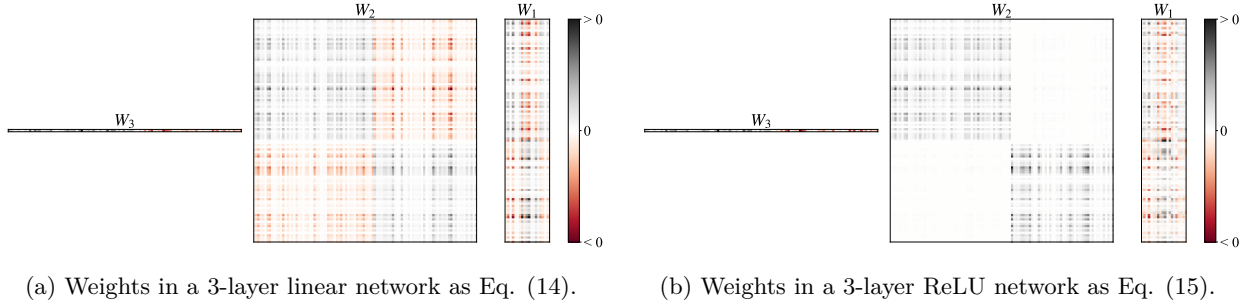 W₂
W₁
> 0
W₃
0
< 0
(a) Weights in a 3-layer linear network as Eq. (14).
W₂
W₁
> 0
W₃
0
< 0
(b) Weights in a 3-layer ReLU network as Eq. (15).